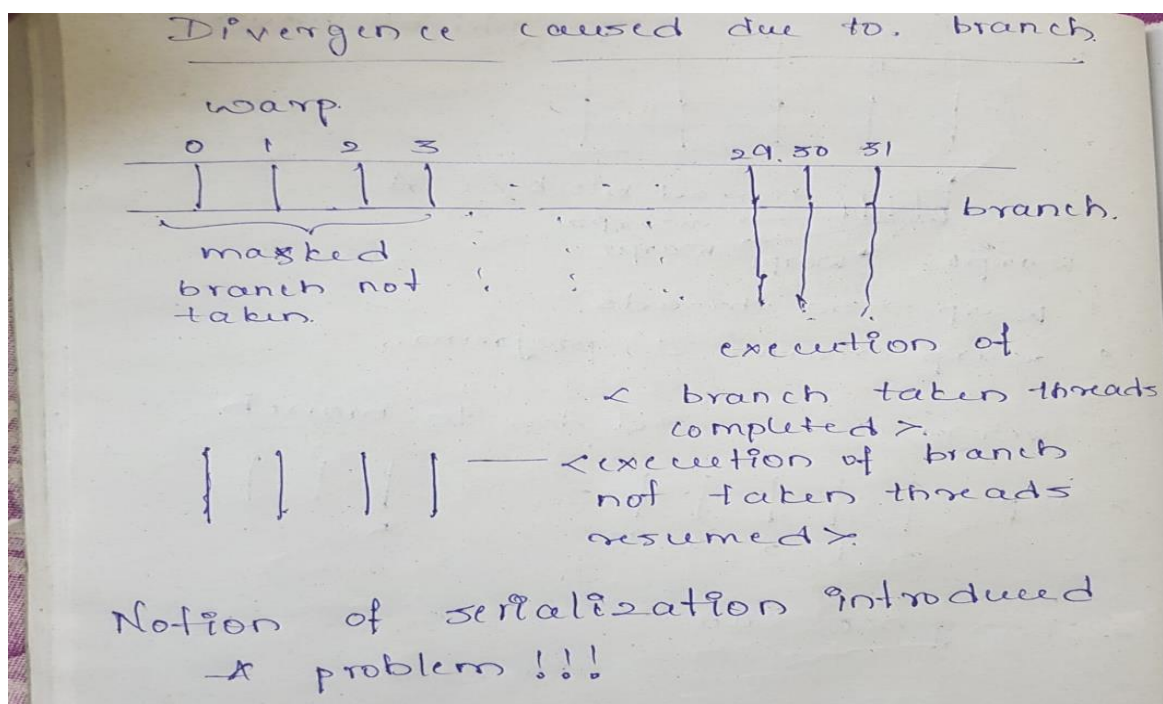 Divergence caused due to. branch.
warp.
0 1 2 3 29. 30 31
branch.
masked
branch not
taken.
execution of
< branch taken threads
completed >.
<execution of branch
not taken threads
resumed>.
Notion of serialization introduced
A problem !!!